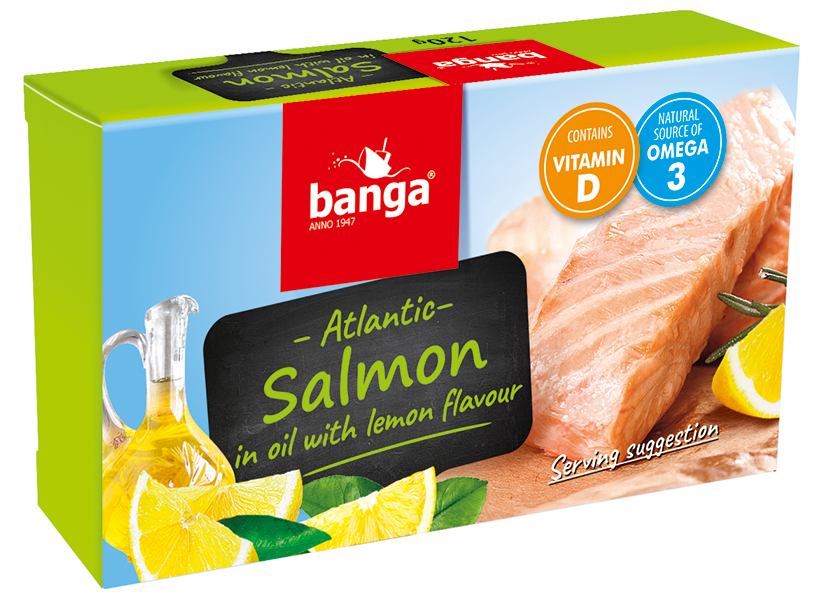 120g
– Atlantic –
Salmon
in oil with lemon flavour
banga
banga®
ANNO 1947
CONTAINS
VITAMIN
D
NATURAL
SOURCE OF
OMEGA
3
– Atlantic –
Salmon
in oil with lemon flavour
Serving suggestion